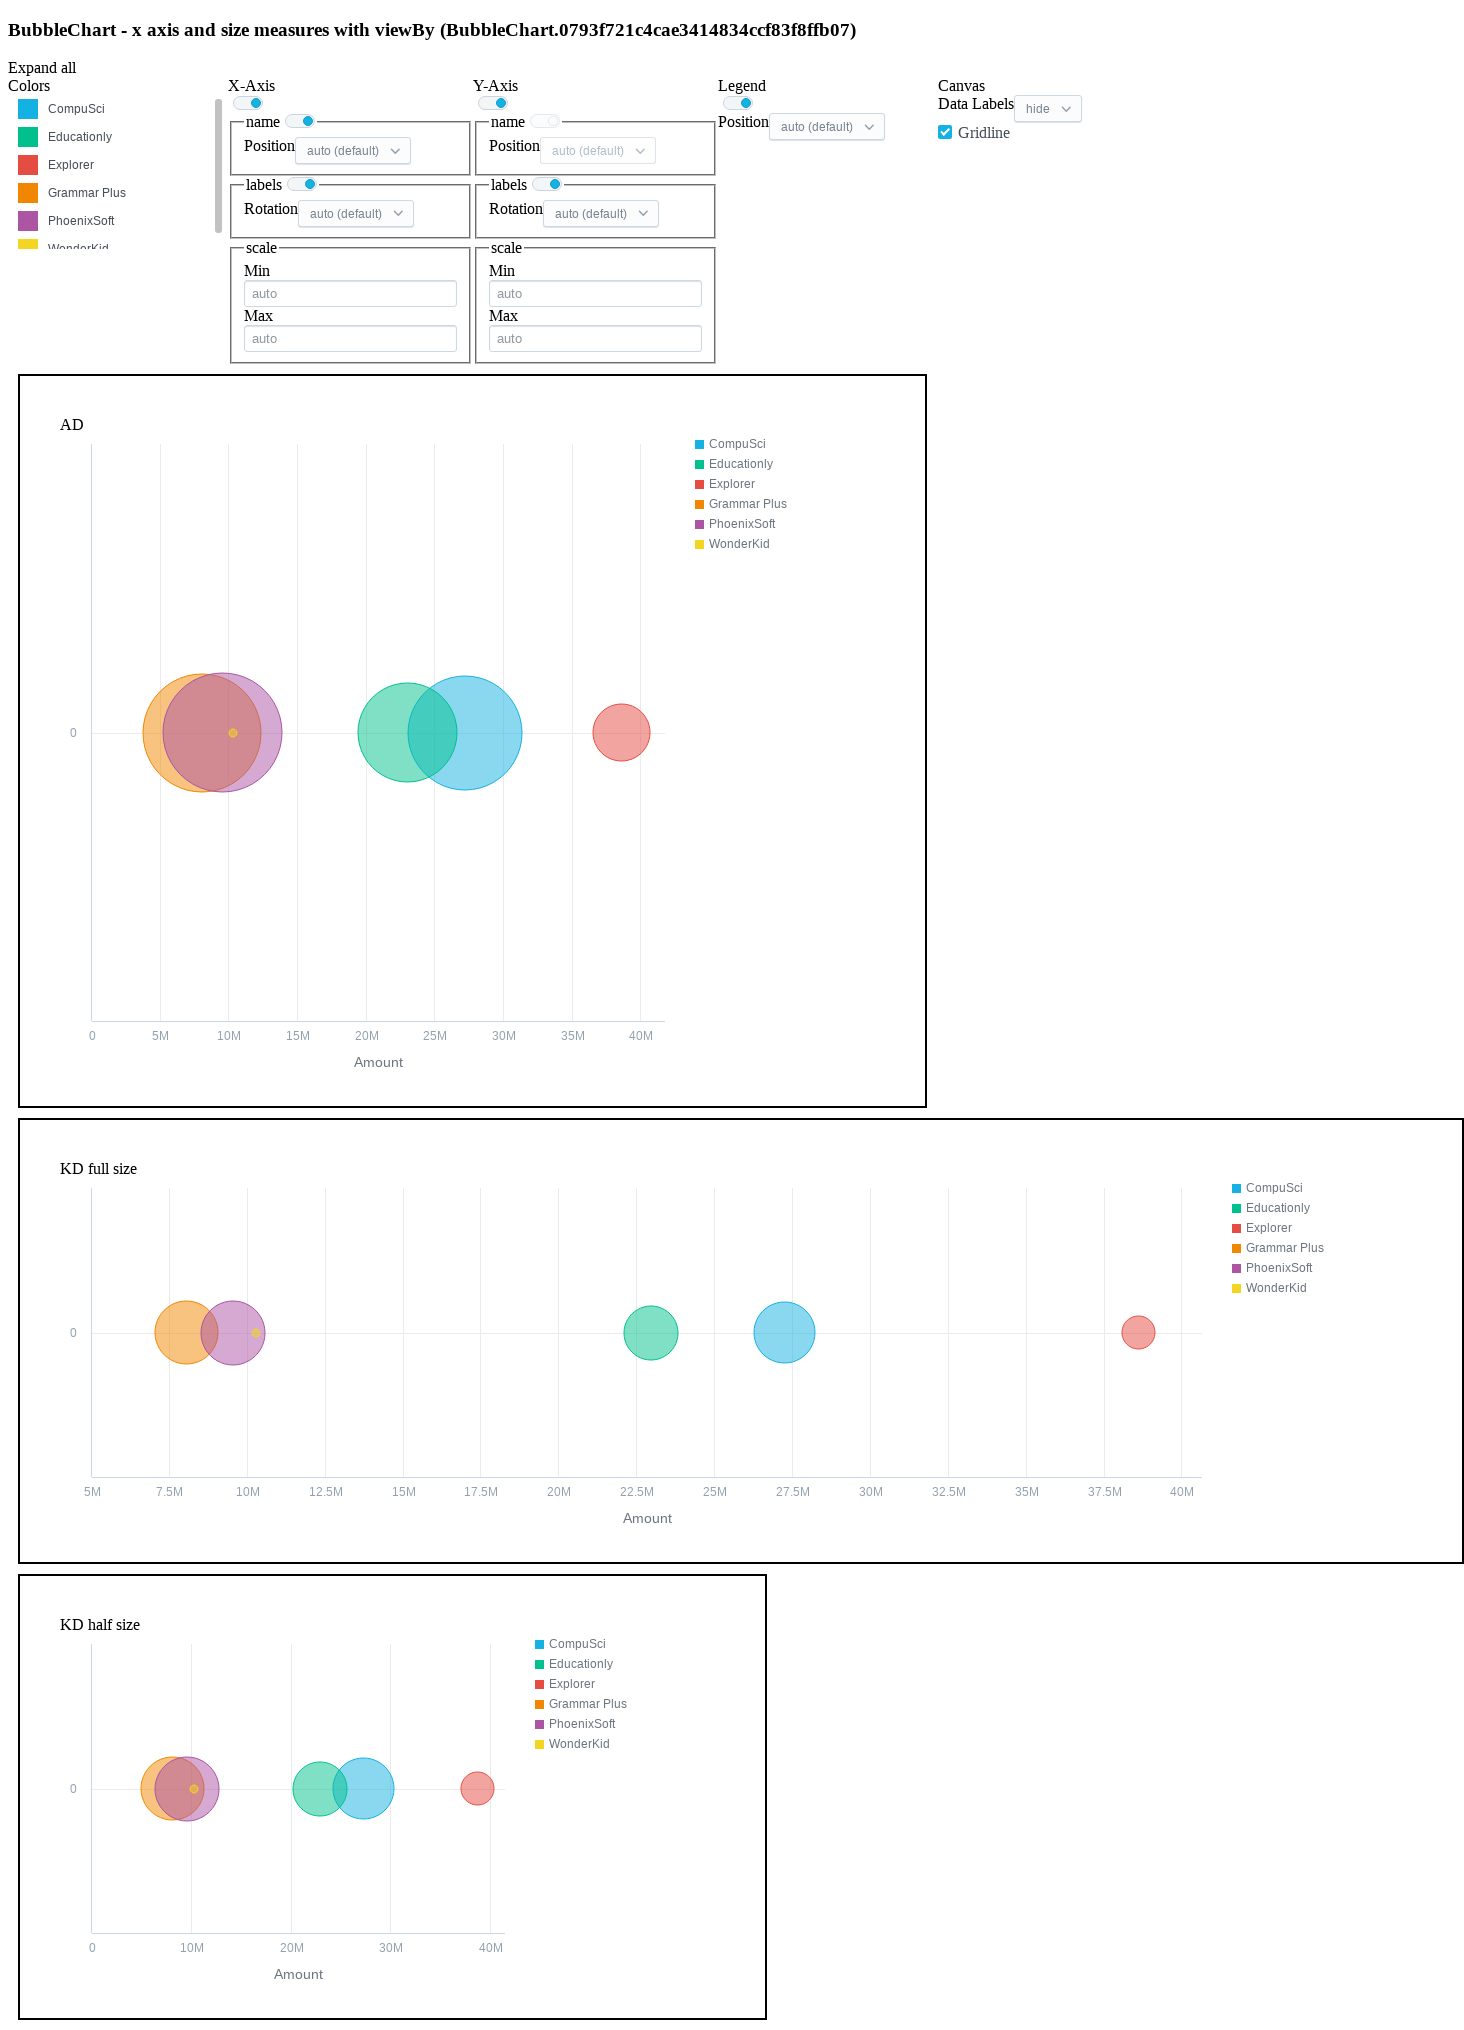 BubbleChart - x axis and size measures with viewBy (BubbleChart.0793f721c4cae3414834ccf83f8ffb07)
Expand all
Colors
CompuSci
Educationly
Explorer
Grammar Plus
PhoenixSoft
WonderKid
X-Axis
name
Position auto (default)
labels
Rotation auto (default)
scale
Min
auto
Max
auto
Y-Axis
name
Position auto (default)
labels
Rotation auto (default)
scale
Min
auto
Max
auto
Legend
Position auto (default)
Canvas
Data Labels hide
Gridline
AD
0
0 5M 10M 15M 20M 25M 30M 35M 40M
Amount
CompuSci
Educationly
Explorer
Grammar Plus
PhoenixSoft
WonderKid
KD full size
0
5M 7.5M 10M 12.5M 15M 17.5M 20M 22.5M 25M 27.5M 30M 32.5M 35M 37.5M 40M
Amount
CompuSci
Educationly
Explorer
Grammar Plus
PhoenixSoft
WonderKid
KD half size
0
0 10M 20M 30M 40M
Amount
CompuSci
Educationly
Explorer
Grammar Plus
PhoenixSoft
WonderKid